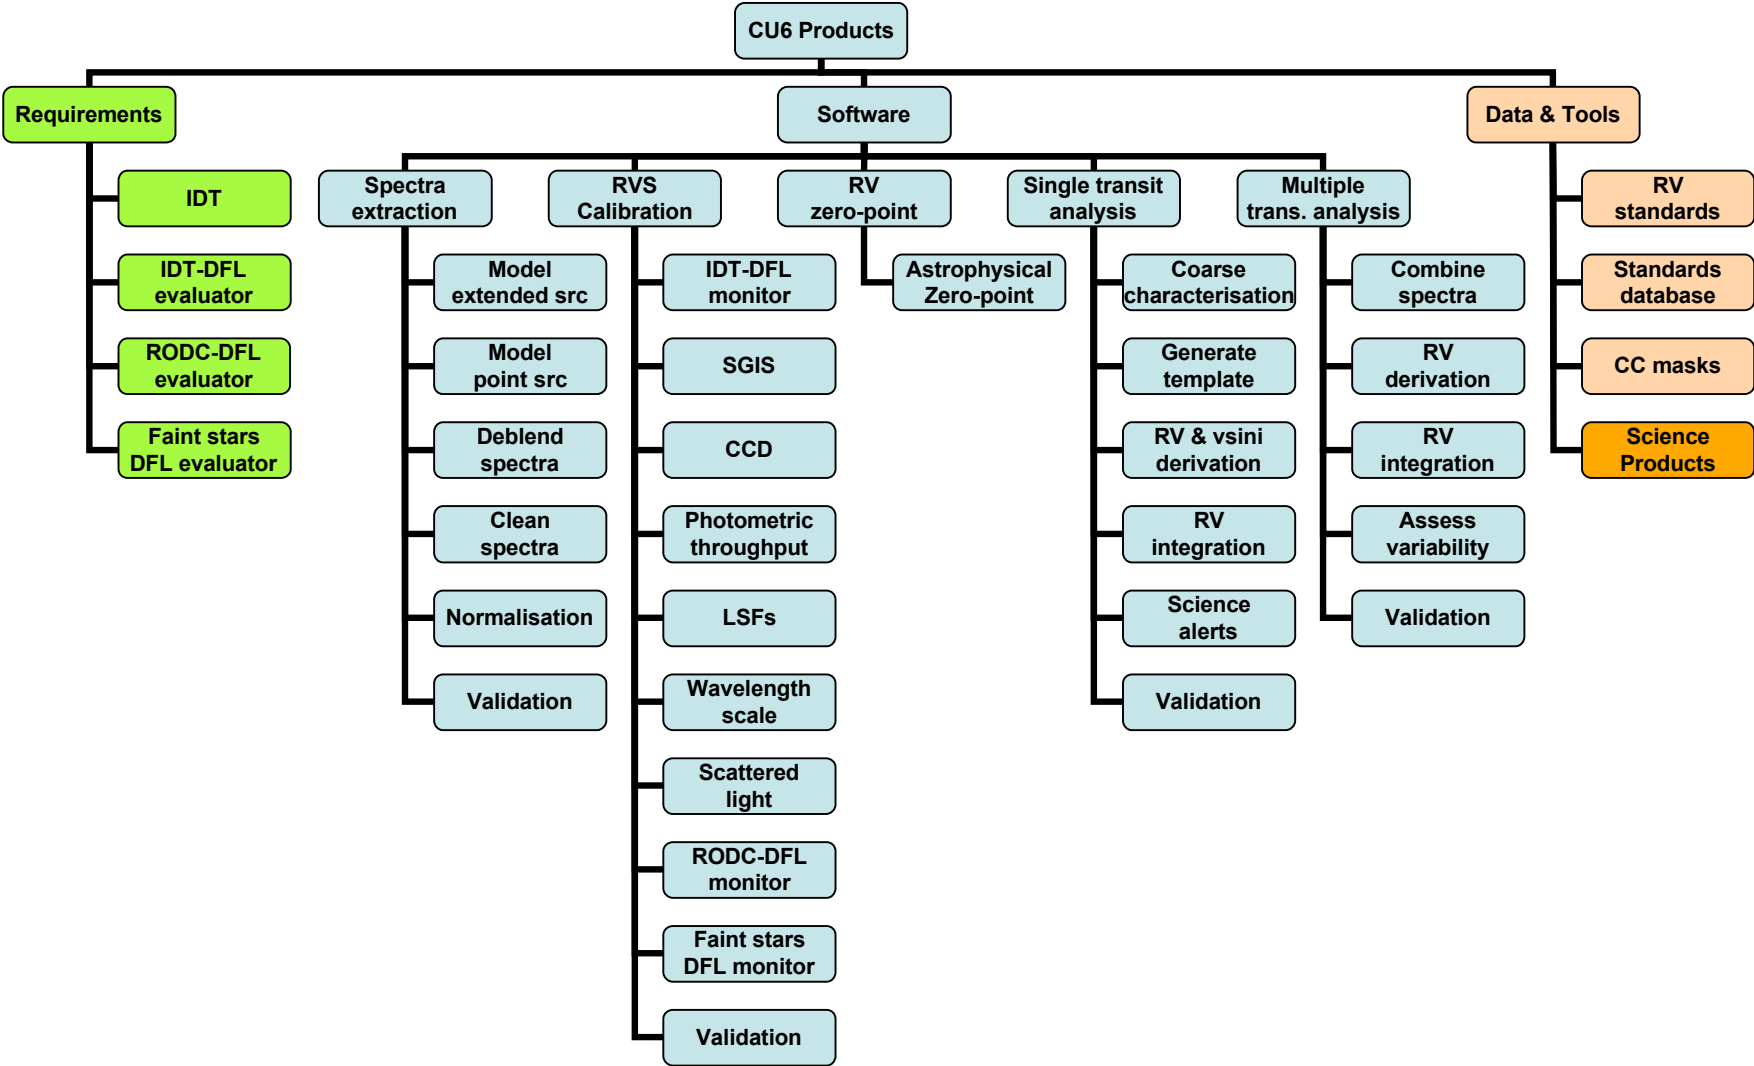 CU6 Products
Requirements
Software
Data & Tools
IDT
IDT-DFL
evaluator
RODC-DFL
evaluator
Faint stars
DFL evaluator
Spectra
extraction
Model
extended src
Model
point src
Deblend
spectra
Clean
spectra
Normalisation
Validation
RVS
Calibration
IDT-DFL
monitor
SGIS
CCD
Photometric
throughput
LSFs
Wavelength
scale
Scattered
light
RODC-DFL
monitor
Faint stars
DFL monitor
Validation
RV
zero-point
Astrophysical
Zero-point
Single transit
analysis
Coarse
characterisation
Generate
template
RV & vsini
derivation
RV
integration
Science
alerts
Validation
Multiple
trans. analysis
Combine
spectra
RV
derivation
RV
integration
Assess
variability
Validation
RV
standards
Standards
database
CC masks
Science
Products